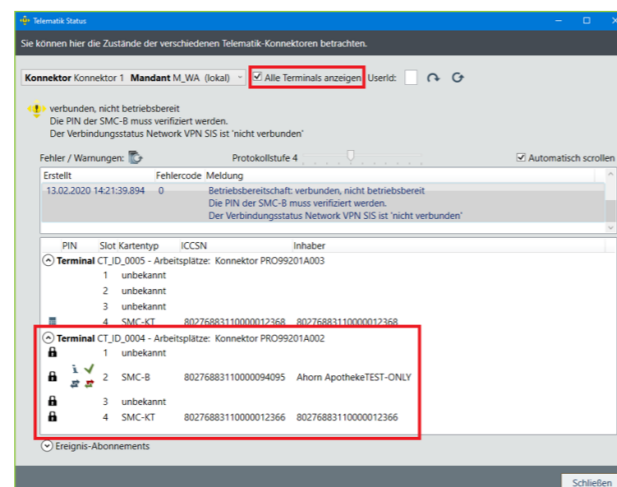 Telematik Status
Sie können hier die Zustände der verschiedenen Telematik-Konnektoren betrachten.
Konnektor Konnektor 1 Mandant M_WA (lokal) Alle Terminals anzeigen UserId:
verbunden, nicht betriebsbereit
Die PIN der SMC-B muss verifiziert werden.
Der Verbindungsstatus Network VPN SIS ist 'nicht verbunden'
Fehler / Warnungen: Protokollstufe 4 Automatisch scrollen
Erstellt Fehlercode Meldung
13.02.2020 14:21:39.894 0 Betriebsbereitschaft: verbunden, nicht betriebsbereit
Die PIN der SMC-B muss verifiziert werden.
Der Verbindungsstatus Network VPN SIS ist 'nicht verbunden'
PIN Slot Kartentyp ICCSN Inhaber
Terminal CT_ID_0005 - Arbeitsplätze: Konnektor PRO99201A003
1 unbekannt
2 unbekannt
3 unbekannt
4 SMC-KT 80276883110000012368 80276883110000012368
Terminal CT_ID_0004 - Arbeitsplätze: Konnektor PRO99201A002
1 unbekannt
2 SMC-B 80276883110000094095 Ahorn ApothekeTEST-ONLY
3 unbekannt
4 SMC-KT 80276883110000012366 80276883110000012366
Ereignis-Abonnements
Schließen